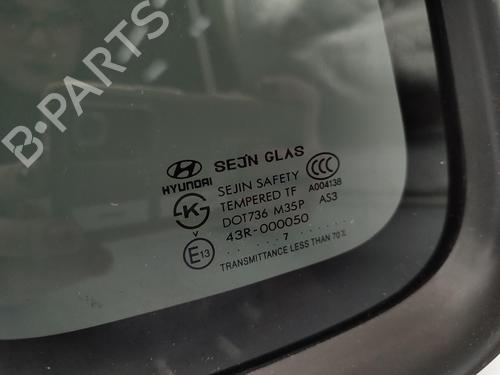 B-PARTS
SEJIN GLAS
HYUNDAI
SEJIN SAFETY
TEMPERED TF
CCC
A004138
DOT736 M35P AS3
K
43R-000050
V
. . . . . 7 . . . .
E13
TRANSMITTANCE LESS THAN 70%